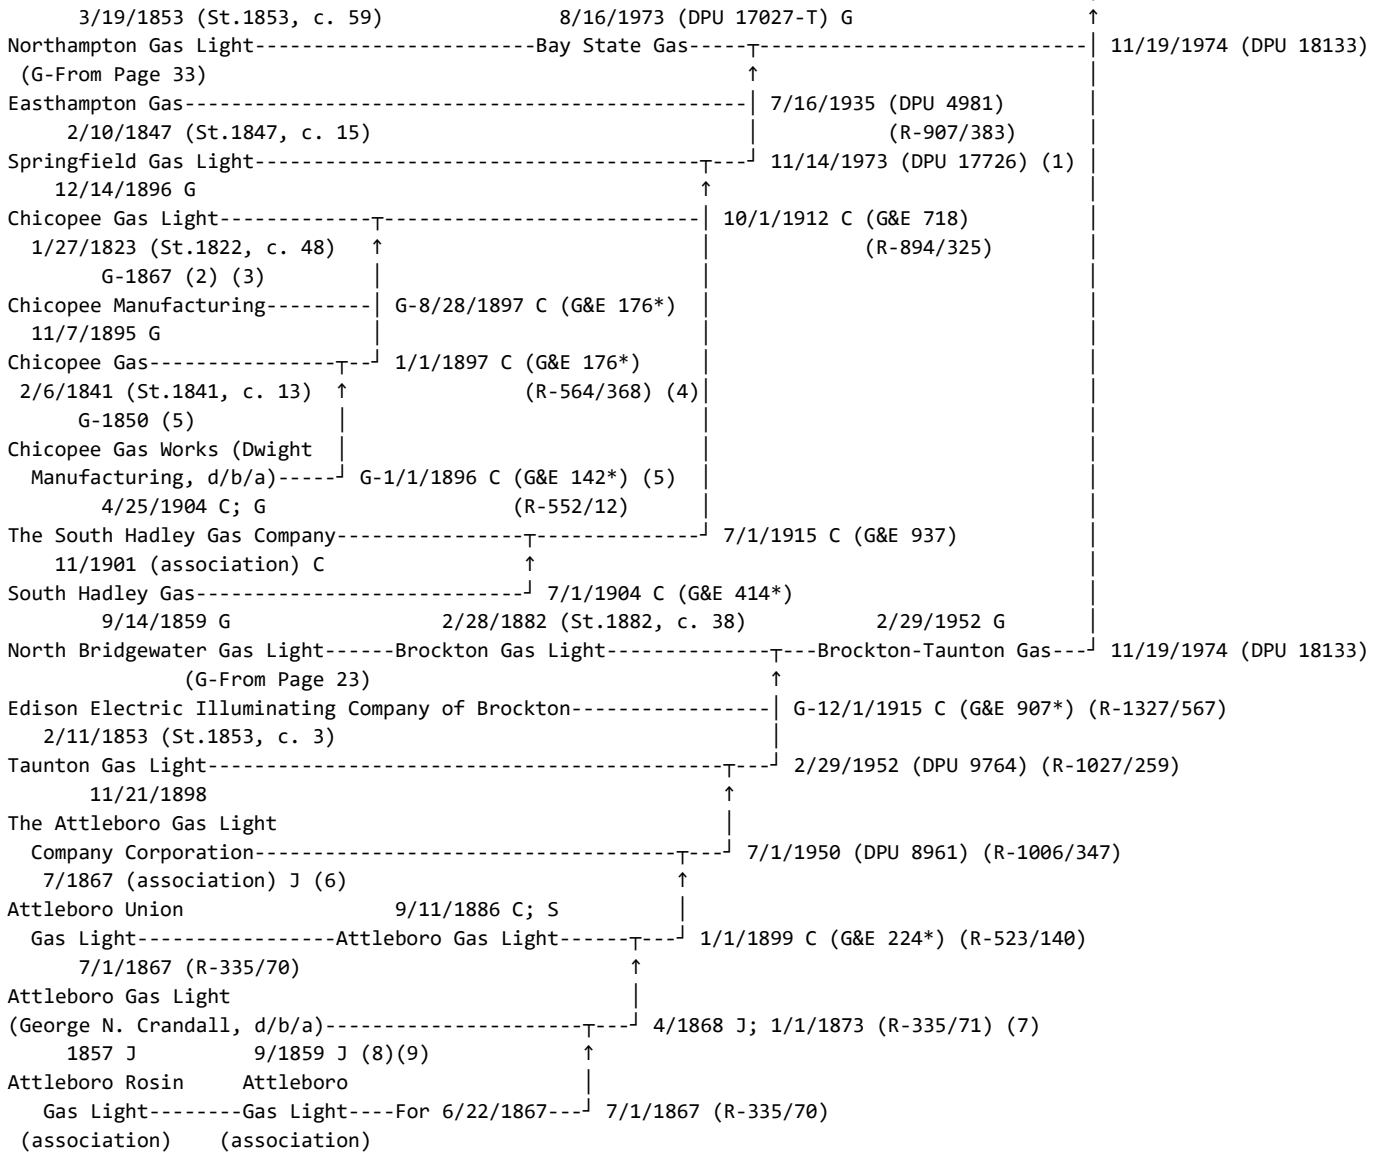 3/19/1853 (St.1853, c. 59) 8/16/1973 (DPU 17027-T) G ↑
Northampton Gas Light------------------------Bay State Gas-----┬----------------------------| 11/19/1974 (DPU 18133)
(G-From Page 33) ↑ |
Easthampton Gas------------------------------------------------| 7/16/1935 (DPU 4981) |
2/10/1847 (St.1847, c. 15) | (R-907/383) |
Springfield Gas Light--------------------------------------┬---┘ 11/14/1973 (DPU 17726) (1) |
12/14/1896 G ↑ |
Chicopee Gas Light-------------┬---------------------------| 10/1/1912 C (G&E 718) |
1/27/1823 (St.1822, c. 48) ↑ | (R-894/325) |
G-1867 (2) (3) | | |
Chicopee Manufacturing---------| G-8/28/1897 C (G&E 176*) | |
11/7/1895 G | | |
Chicopee Gas----------------┬--┘ 1/1/1897 C (G&E 176*) | |
2/6/1841 (St.1841, c. 13) ↑ (R-564/368) (4)| |
G-1850 (5) | | |
Chicopee Gas Works (Dwight | | |
Manufacturing, d/b/a)-----┘ G-1/1/1896 C (G&E 142*) (5) | |
4/25/1904 C; G (R-552/12) | |
The South Hadley Gas Company----------------┬--------------┘ 7/1/1915 C (G&E 937) |
11/1901 (association) C ↑ |
South Hadley Gas----------------------------┘ 7/1/1904 C (G&E 414*) |
9/14/1859 G 2/28/1882 (St.1882, c. 38) 2/29/1952 G |
North Bridgewater Gas Light------Brockton Gas Light--------------┬---Brockton-Taunton Gas---┘ 11/19/1974 (DPU 18133)
(G-From Page 23) ↑
Edison Electric Illuminating Company of Brockton-----------------| G-12/1/1915 C (G&E 907*) (R-1327/567)
2/11/1853 (St.1853, c. 3) |
Taunton Gas Light--------------------------------------------┬---┘ 2/29/1952 (DPU 9764) (R-1027/259)
11/21/1898 ↑
The Attleboro Gas Light |
Company Corporation------------------------------------┬---┘ 7/1/1950 (DPU 8961) (R-1006/347)
7/1867 (association) J (6) ↑
Attleboro Union 9/11/1886 C; S |
Gas Light-----------------Attleboro Gas Light------┬---┘ 1/1/1899 C (G&E 224*) (R-523/140)
7/1/1867 (R-335/70) ↑
Attleboro Gas Light |
(George N. Crandall, d/b/a)----------------------┬---┘ 4/1868 J; 1/1/1873 (R-335/71) (7)
1857 J 9/1859 J (8)(9) ↑
Attleboro Rosin Attleboro |
Gas Light--------Gas Light----For 6/22/1867---┘ 7/1/1867 (R-335/70)
(association) (association)